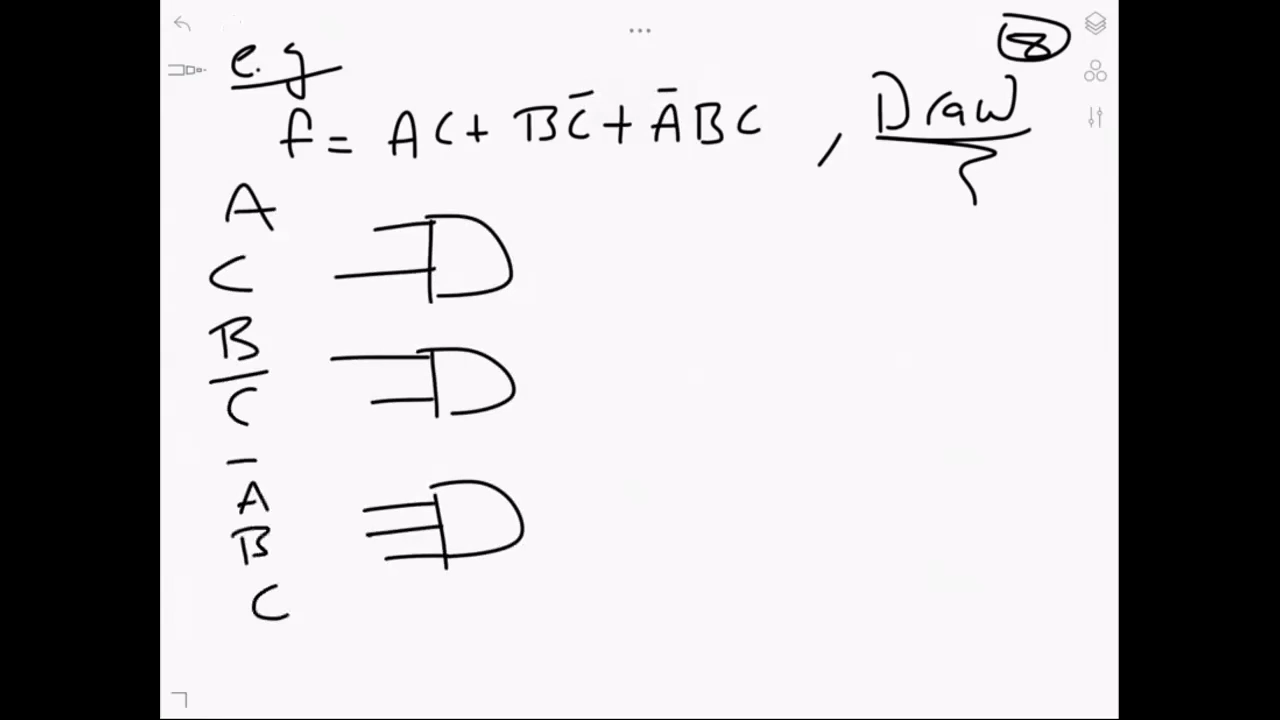 8
e.g
f = AC + BC̄ + ĀBC , Draw
A
C
B
C̄
Ā
B
C